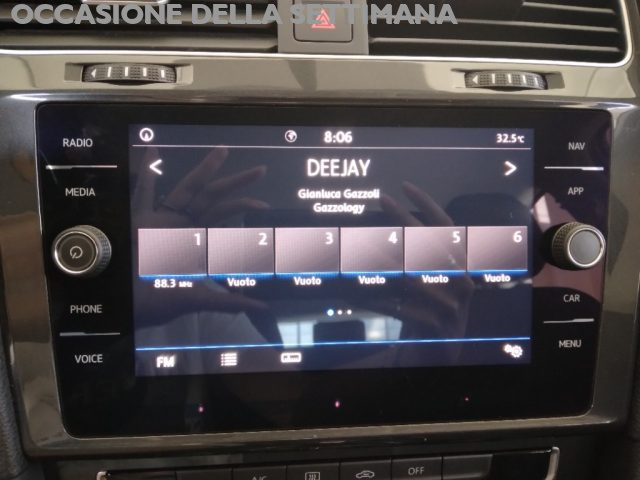 OCCASIONE DELLA SETTIMANA
RADIO
MEDIA
PHONE
VOICE
8:06
32.5°C
<
DEEJAY
>
Gianluca Gazzoli
Gazzology
1
2
3
4
5
6
88.3 MHz
Vuoto
Vuoto
Vuoto
Vuoto
Vuoto
FM
NAV
APP
CAR
MENU
A/C
OFF